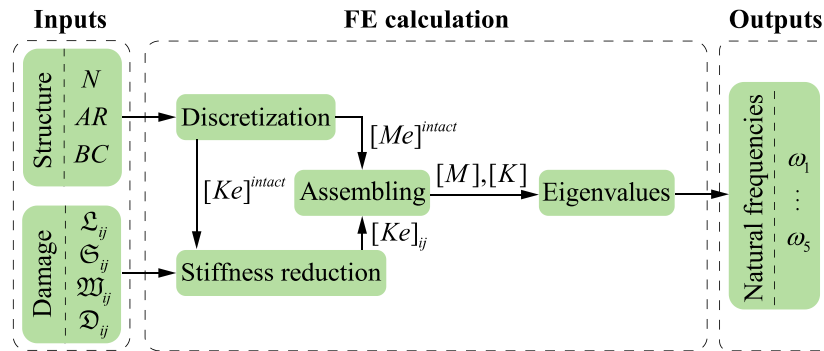 Inputs
FE calculation
Outputs
Structure
N
AR
BC
Damage
𝔏ij
𝔖ij
𝔚ij
𝔇ij
Discretization
[Me]intact
[Ke]intact
Assembling
[M],[K]
Eigenvalues
[Ke]ij
Stiffness reduction
Natural frequencies
ω1
⋮
ω5